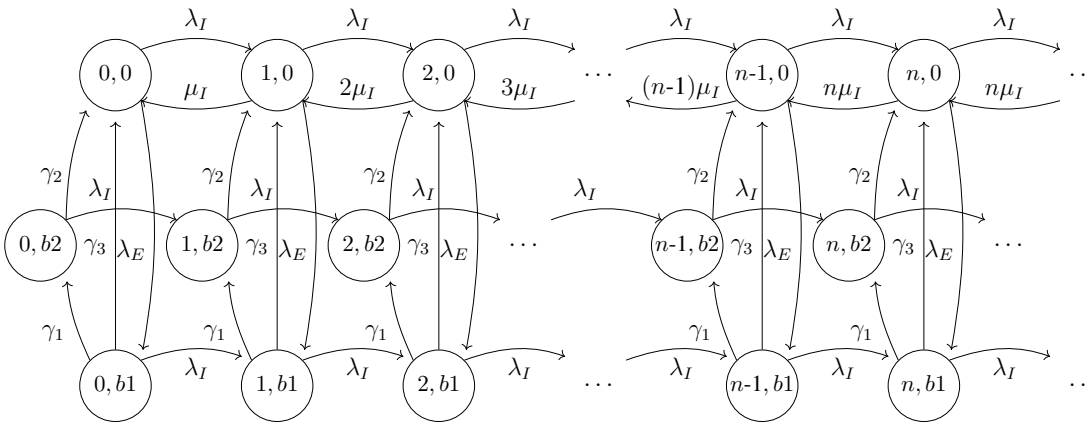 λ_I λ_I λ_I λ_I λ_I λ_I
0, 0 1, 0 2, 0 ⋯ n-1, 0 n, 0 ⋯
μ_I 2μ_I 3μ_I (n-1)μ_I nμ_I nμ_I
γ_2 γ_2 γ_2 γ_2 γ_2
λ_I λ_I λ_I λ_I λ_I λ_I
0, b2 1, b2 2, b2 ⋯ n-1, b2 n, b2 ⋯
γ_3 λ_E γ_3 λ_E γ_3 λ_E γ_3 λ_E γ_3 λ_E
γ_1 γ_1 γ_1 γ_1 γ_1
λ_I λ_I λ_I λ_I λ_I λ_I
0, b1 1, b1 2, b1 ⋯ n-1, b1 n, b1 ⋯